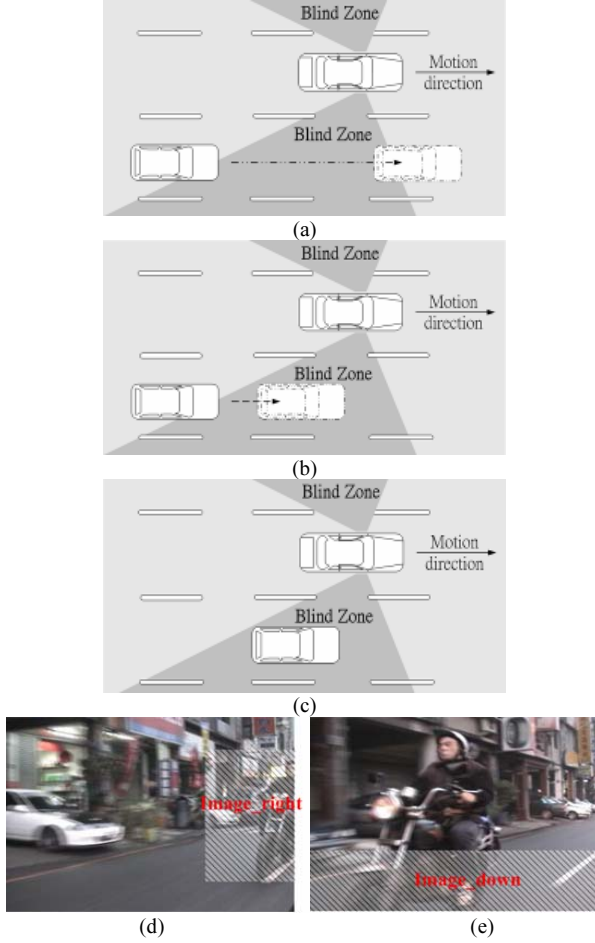 Blind Zone
Motion
direction
Blind Zone
(a)
Blind Zone
Motion
direction
Blind Zone
(b)
Blind Zone
Motion
direction
Blind Zone
(c)
Image_right
Image_down
(d)
(e)